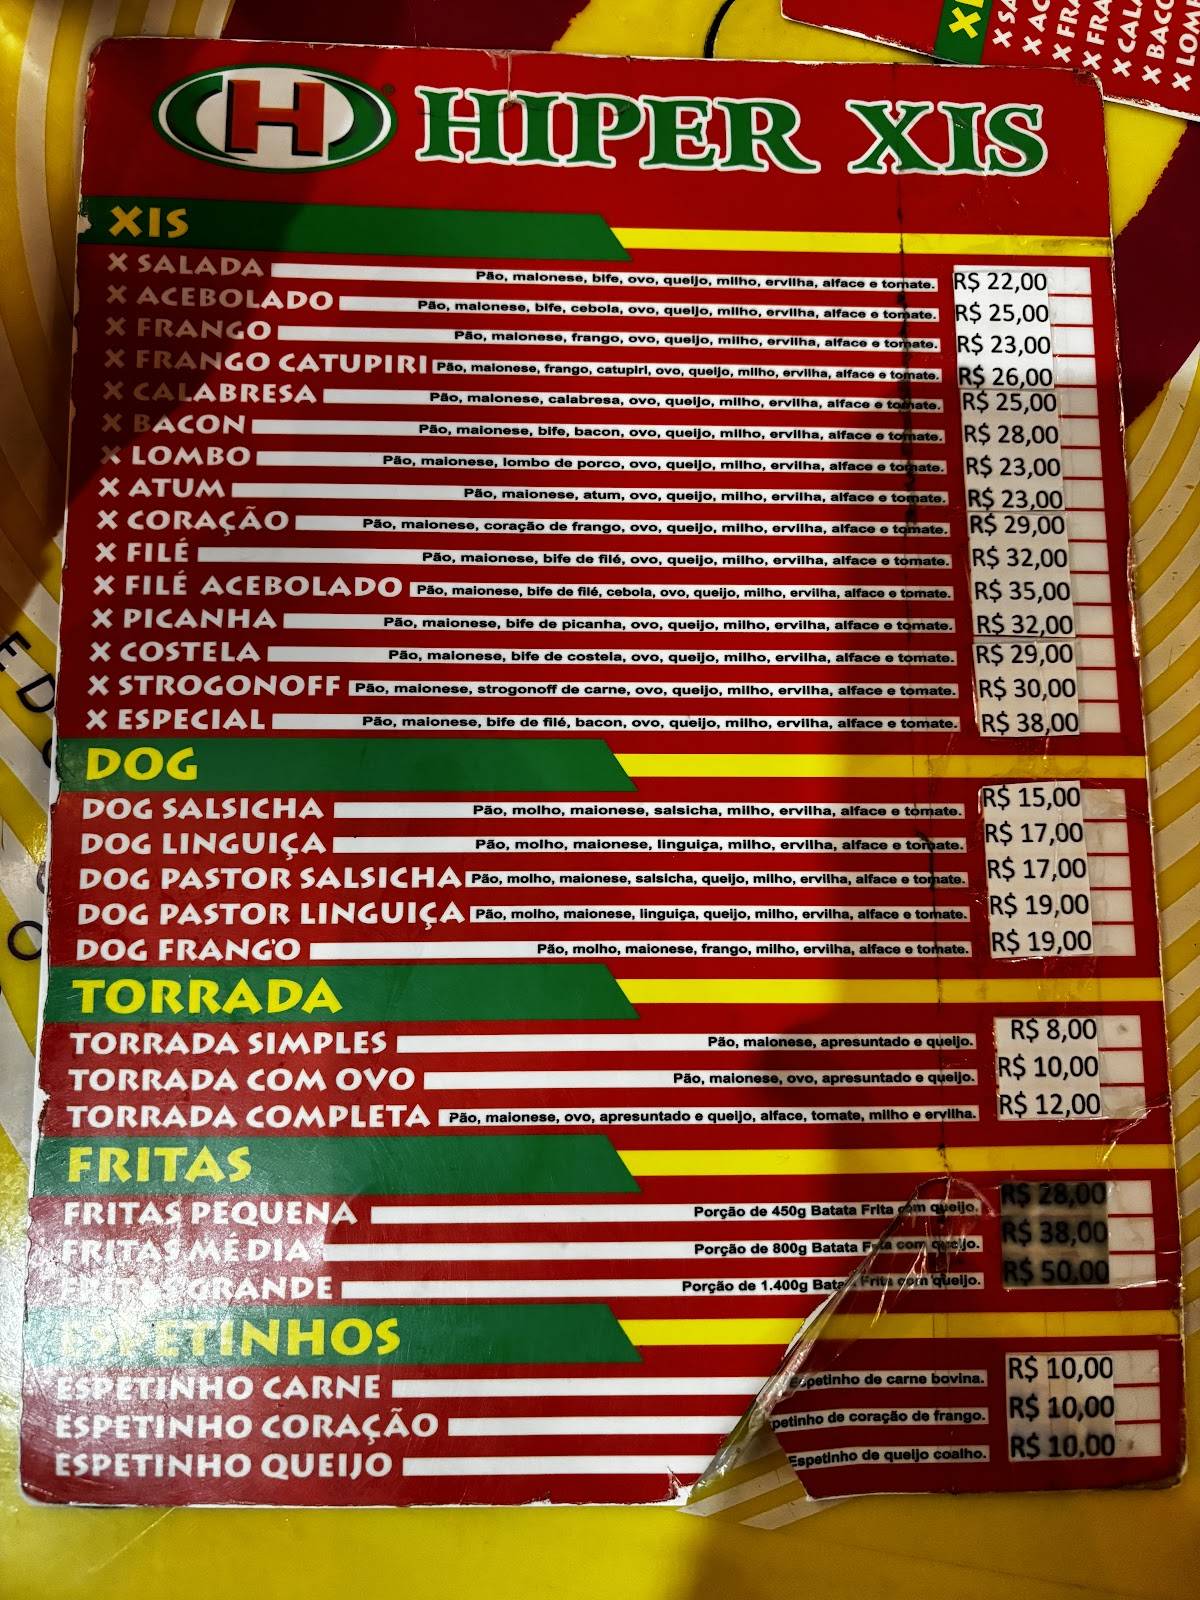 H ® HIPER XIS
XIS
X SALADA Pão, maionese, bife, ovo, queijo, milho, ervilha, alface e tomate. R$ 22,00
X ACEBOLADO Pão, maionese, bife, cebola, ovo, queijo, milho, ervilha, alface e tomate. R$ 25,00
X FRANGO Pão, maionese, frango, ovo, queijo, milho, ervilha, alface e tomate. R$ 23,00
X FRANGO CATUPIRI Pão, maionese, frango, catupiri, ovo, queijo, milho, ervilha, alface e tomate. R$ 26,00
X CALABRESA Pão, maionese, calabresa, ovo, queijo, milho, ervilha, alface e tomate. R$ 25,00
X BACON Pão, maionese, bife, bacon, ovo, queijo, milho, ervilha, alface e tomate. R$ 28,00
X LOMBO Pão, maionese, lombo de porco, ovo, queijo, milho, ervilha, alface e tomate. R$ 23,00
X ATUM Pão, maionese, atum, ovo, queijo, milho, ervilha, alface e tomate. R$ 23,00
X CORAÇÃO Pão, maionese, coração de frango, ovo, queijo, milho, ervilha, alface e tomate. R$ 29,00
X FILÉ Pão, maionese, bife de filé, ovo, queijo, milho, ervilha, alface e tomate. R$ 32,00
X FILÉ ACEBOLADO Pão, maionese, bife de filé, cebola, ovo, queijo, milho, ervilha, alface e tomate. R$ 35,00
X PICANHA Pão, maionese, bife de picanha, ovo, queijo, milho, ervilha, alface e tomate. R$ 32,00
X COSTELA Pão, maionese, bife de costela, ovo, queijo, milho, ervilha, alface e tomate. R$ 29,00
X STROGONOFF Pão, maionese, strogonoff de carne, ovo, queijo, milho, ervilha, alface e tomate. R$ 30,00
X ESPECIAL Pão, maionese, bife de filé, bacon, ovo, queijo, milho, ervilha, alface e tomate. R$ 38,00
DOG
DOG SALSICHA Pão, molho, maionese, salsicha, milho, ervilha, alface e tomate. R$ 15,00
DOG LINGUIÇA Pão, molho, maionese, linguiça, milho, ervilha, alface e tomate. R$ 17,00
DOG PASTOR SALSICHA Pão, molho, maionese, salsicha, queijo, milho, ervilha, alface e tomate. R$ 17,00
DOG PASTOR LINGUIÇA Pão, molho, maionese, linguiça, queijo, milho, ervilha, alface e tomate. R$ 19,00
DOG FRANGO Pão, molho, maionese, frango, milho, ervilha, alface e tomate. R$ 19,00
TORRADA
TORRADA SIMPLES Pão, maionese, apresuntado e queijo. R$ 8,00
TORRADA COM OVO Pão, maionese, ovo, apresuntado e queijo. R$ 10,00
TORRADA COMPLETA Pão, maionese, ovo, apresuntado e queijo, alface, tomate, milho e ervilha. R$ 12,00
FRITAS
FRITAS PEQUENA Porção de 450g Batata Frita com queijo. R$ 28,00
FRITAS MÉDIA Porção de 800g Batata Frita com queijo. R$ 38,00
FRITAS GRANDE Porção de 1.400g Batata Frita com queijo. R$ 50,00
ESPETINHOS
ESPETINHO CARNE Espetinho de carne bovina. R$ 10,00
ESPETINHO CORAÇÃO petinho de coração de frango. R$ 10,00
ESPETINHO QUEIJO Espetinho de queijo coalho. R$ 10,00